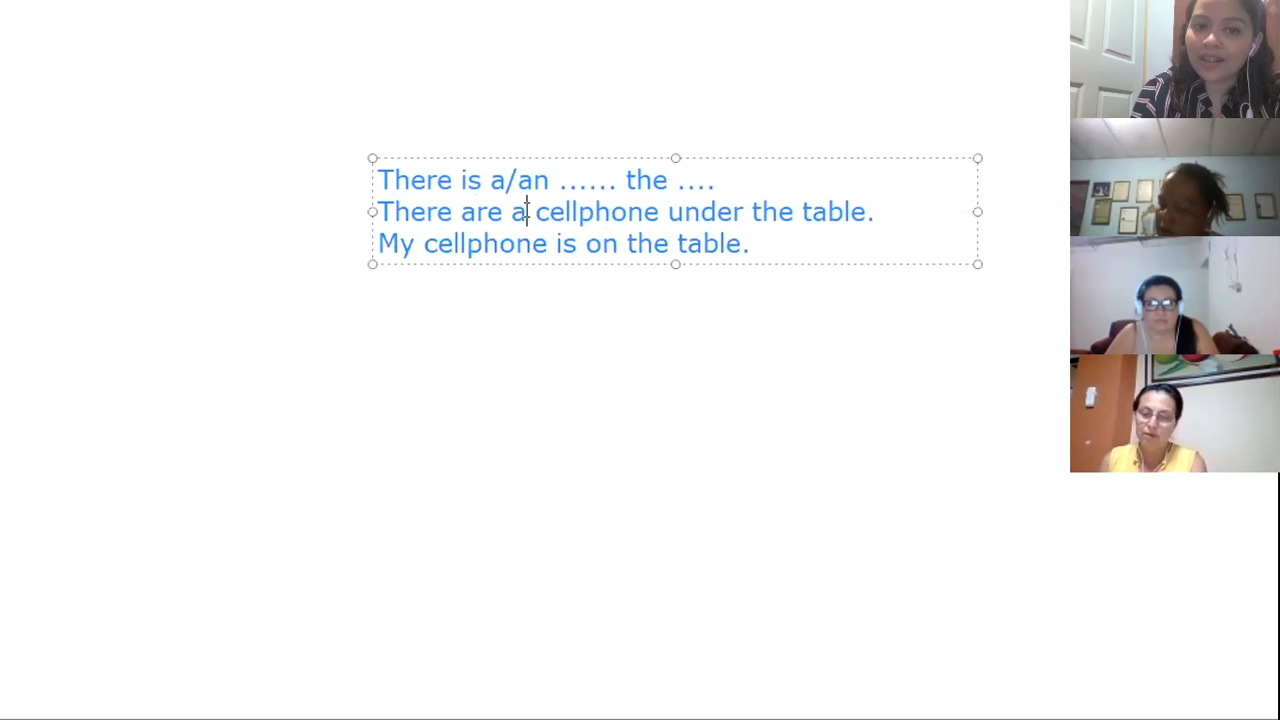 There is a/an ...... the ....
There are a cellphone under the table.
My cellphone is on the table.